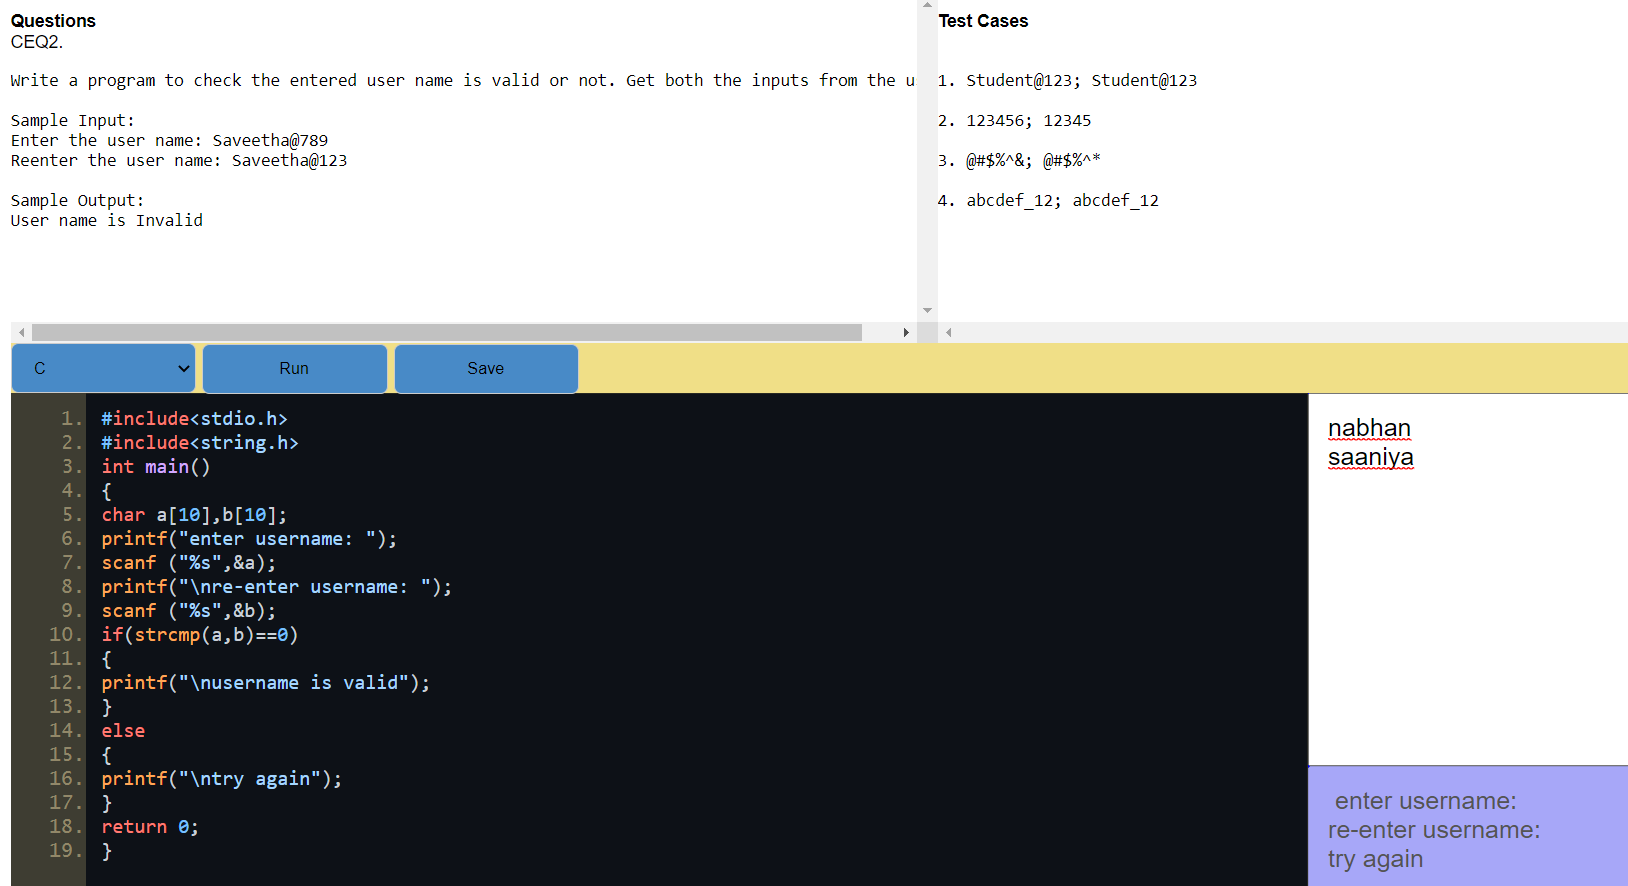 Questions
CEQ2.
Write a program to check the entered user name is valid or not. Get both the inputs from the
Sample Input:
Enter the user name: Saveetha@789
Reenter the user name: Saveetha@123
Sample Output:
User name is Invalid
Test Cases
1. Student@123; Student@123
2. 123456; 12345
3. @#$%^&; @#$%^*
4. abcdef_12; abcdef_12
C Run Save
1. #include<stdio.h>
2. #include<string.h>
3. int main()
4. {
5. char a[10],b[10];
6. printf("enter username: ");
7. scanf ("%s",&a);
8. printf("\nre-enter username: ");
9. scanf ("%s",&b);
10. if(strcmp(a,b)==0)
11. {
12. printf("\nusername is valid");
13. }
14. else
15. {
16. printf("\ntry again");
17. }
18. return 0;
19. }
nabhan
saaniya
enter username:
re-enter username:
try again